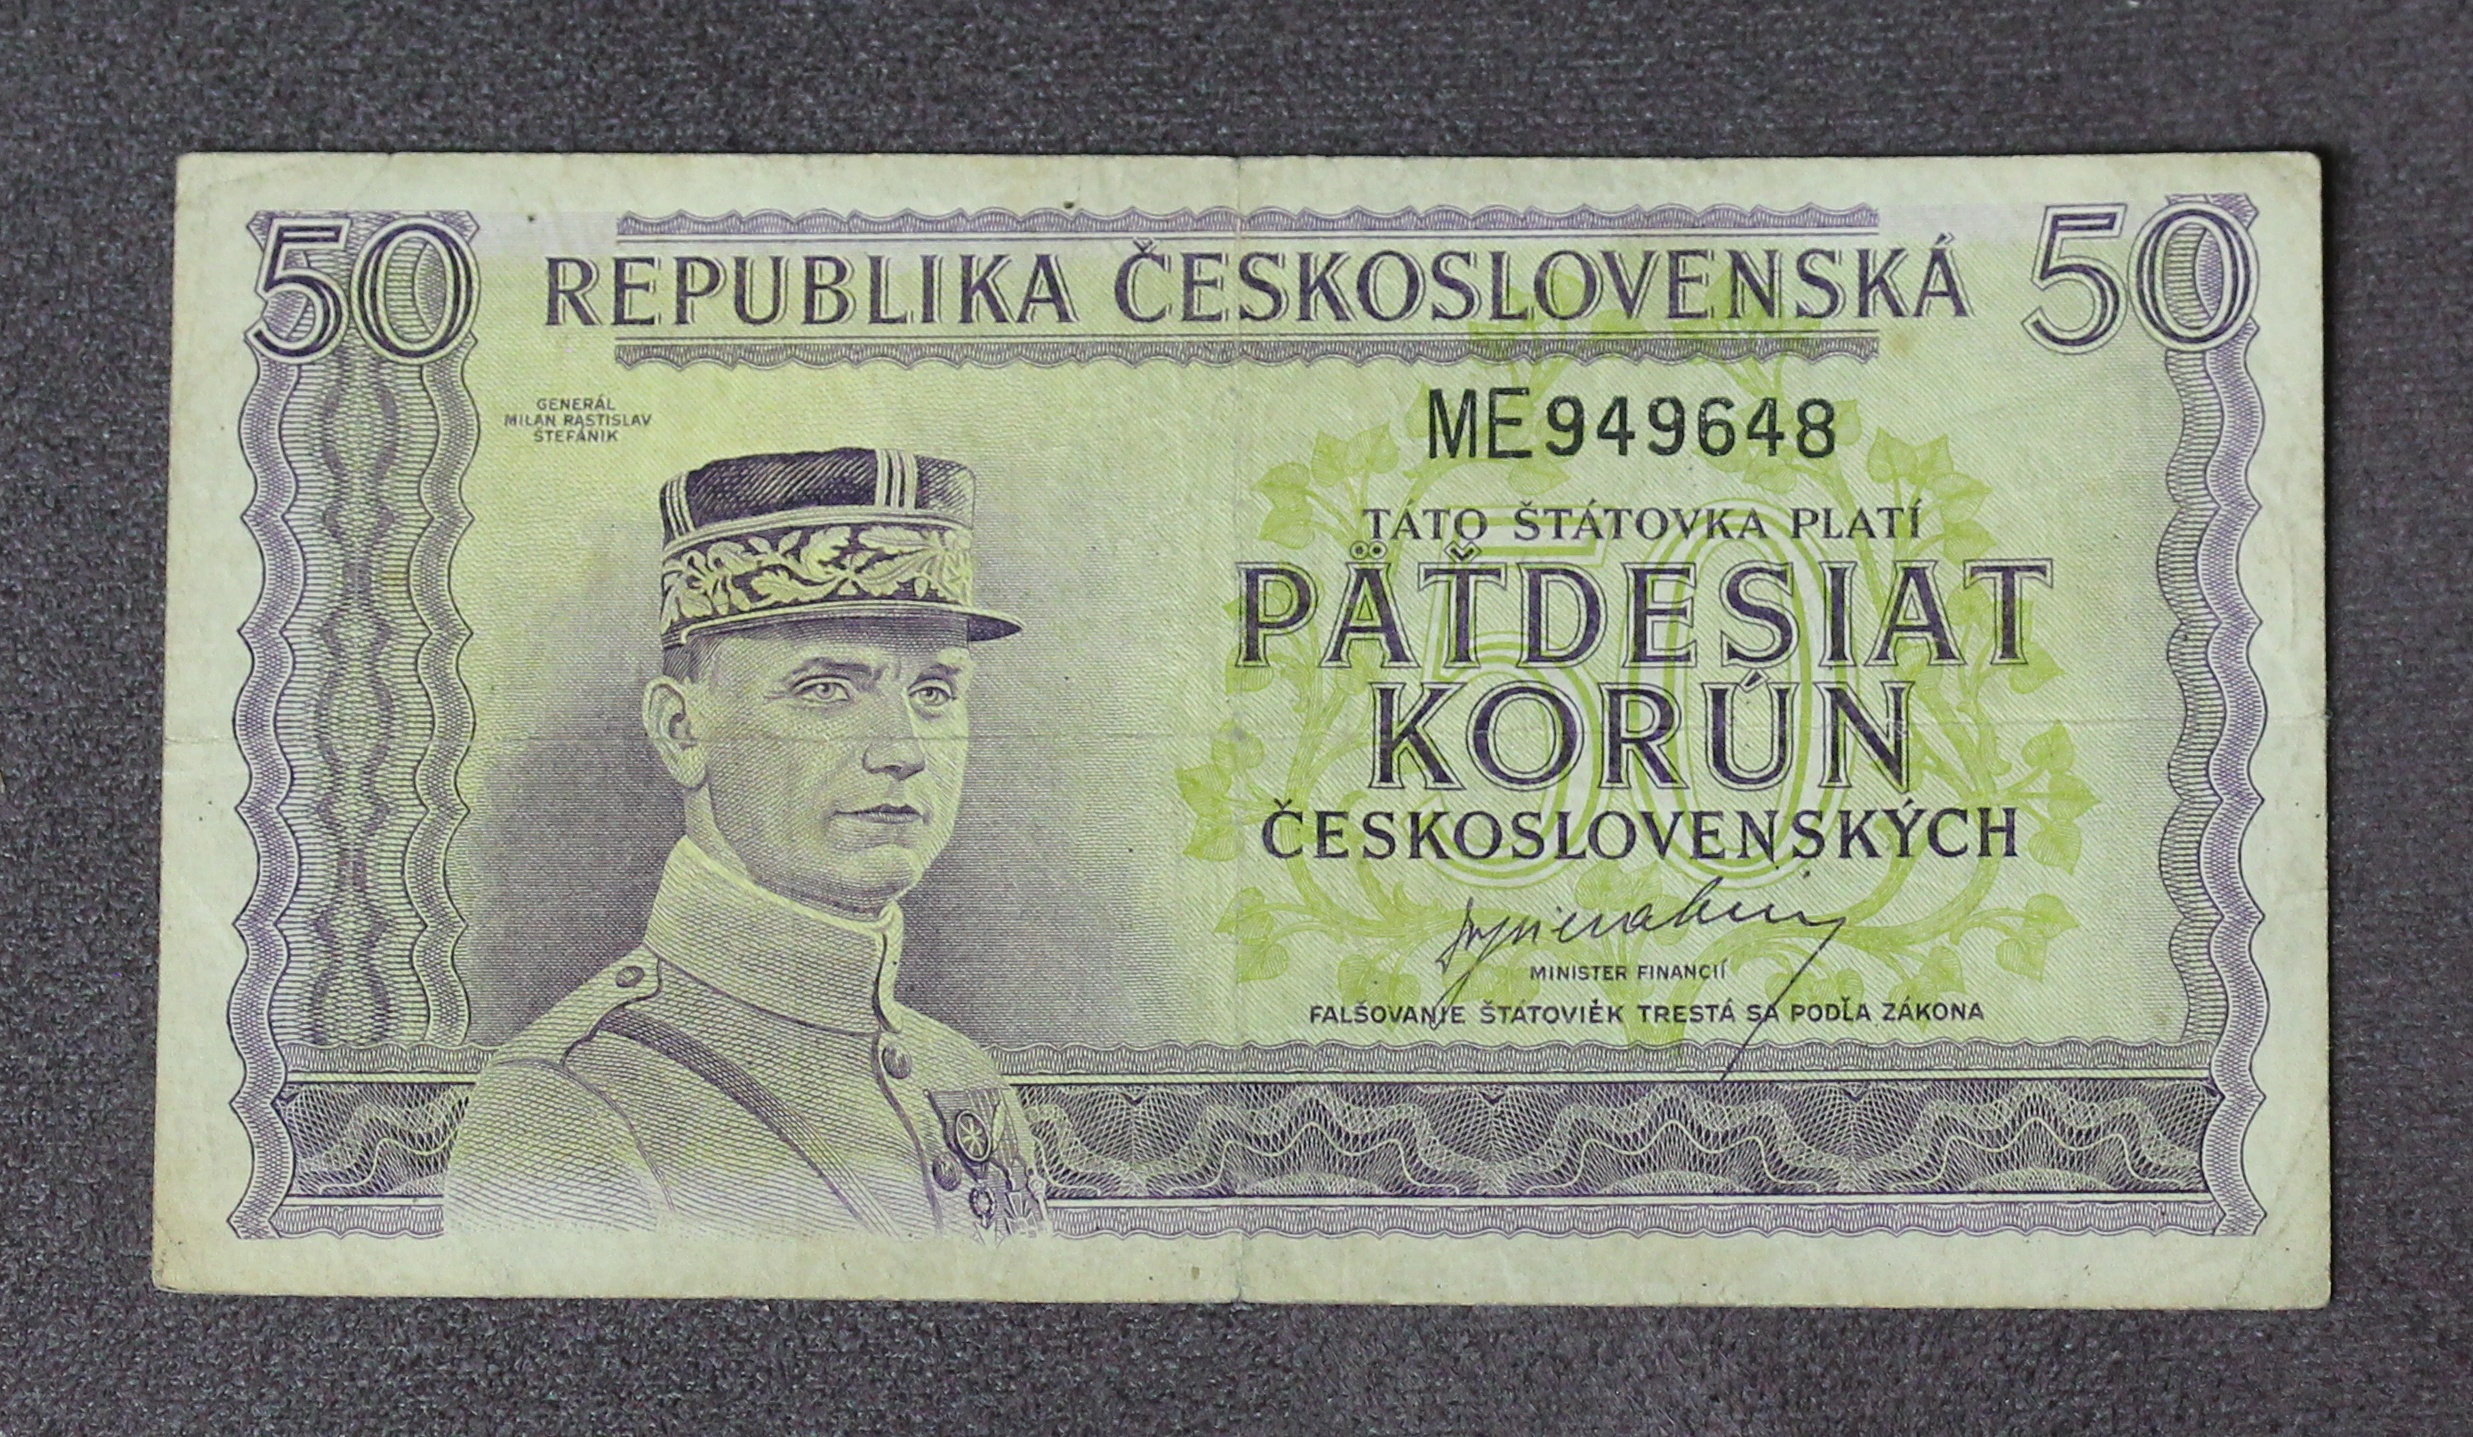 50 REPUBLIKA ČESKOSLOVENSKÁ 50
GENERÁL
MILAN RASTISLAV
ŠTEFÁNIK
ME949648
TÁTO ŠTÁTOVKA PLATÍ
PÄŤDESIAT
KORÚN
ČESKOSLOVENSKÝCH
50
MINISTER FINANCIÍ
FALŠOVANIE ŠTÁTOVIEK TRESTÁ SA PODĽA ZÁKONA